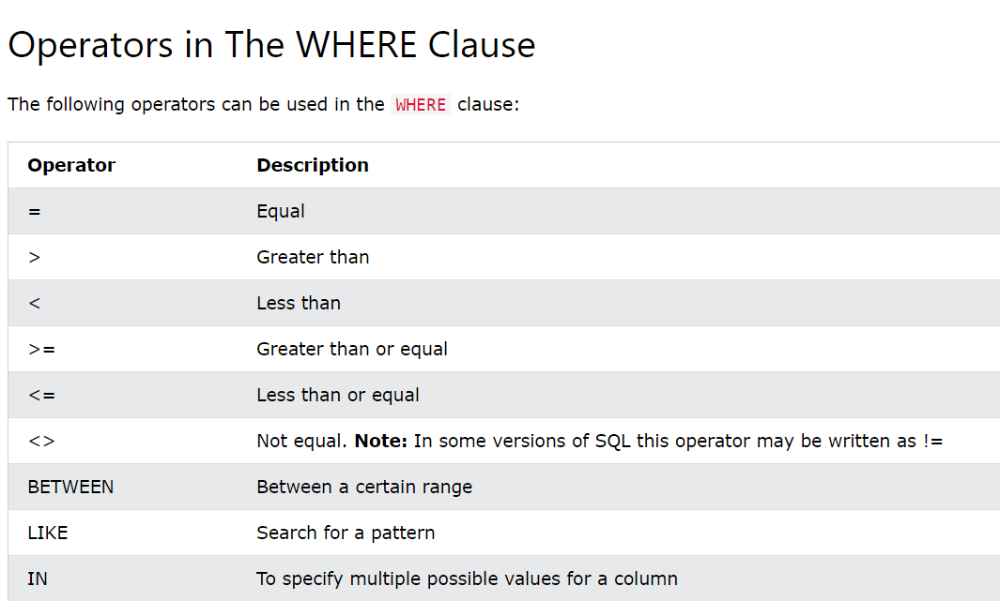 Operators in The WHERE Clause
The following operators can be used in the WHERE clause:
Operator Description
= Equal
> Greater than
< Less than
>= Greater than or equal
<= Less than or equal
<> Not equal. Note: In some versions of SQL this operator may be written as !=
BETWEEN Between a certain range
LIKE Search for a pattern
IN To specify multiple possible values for a column